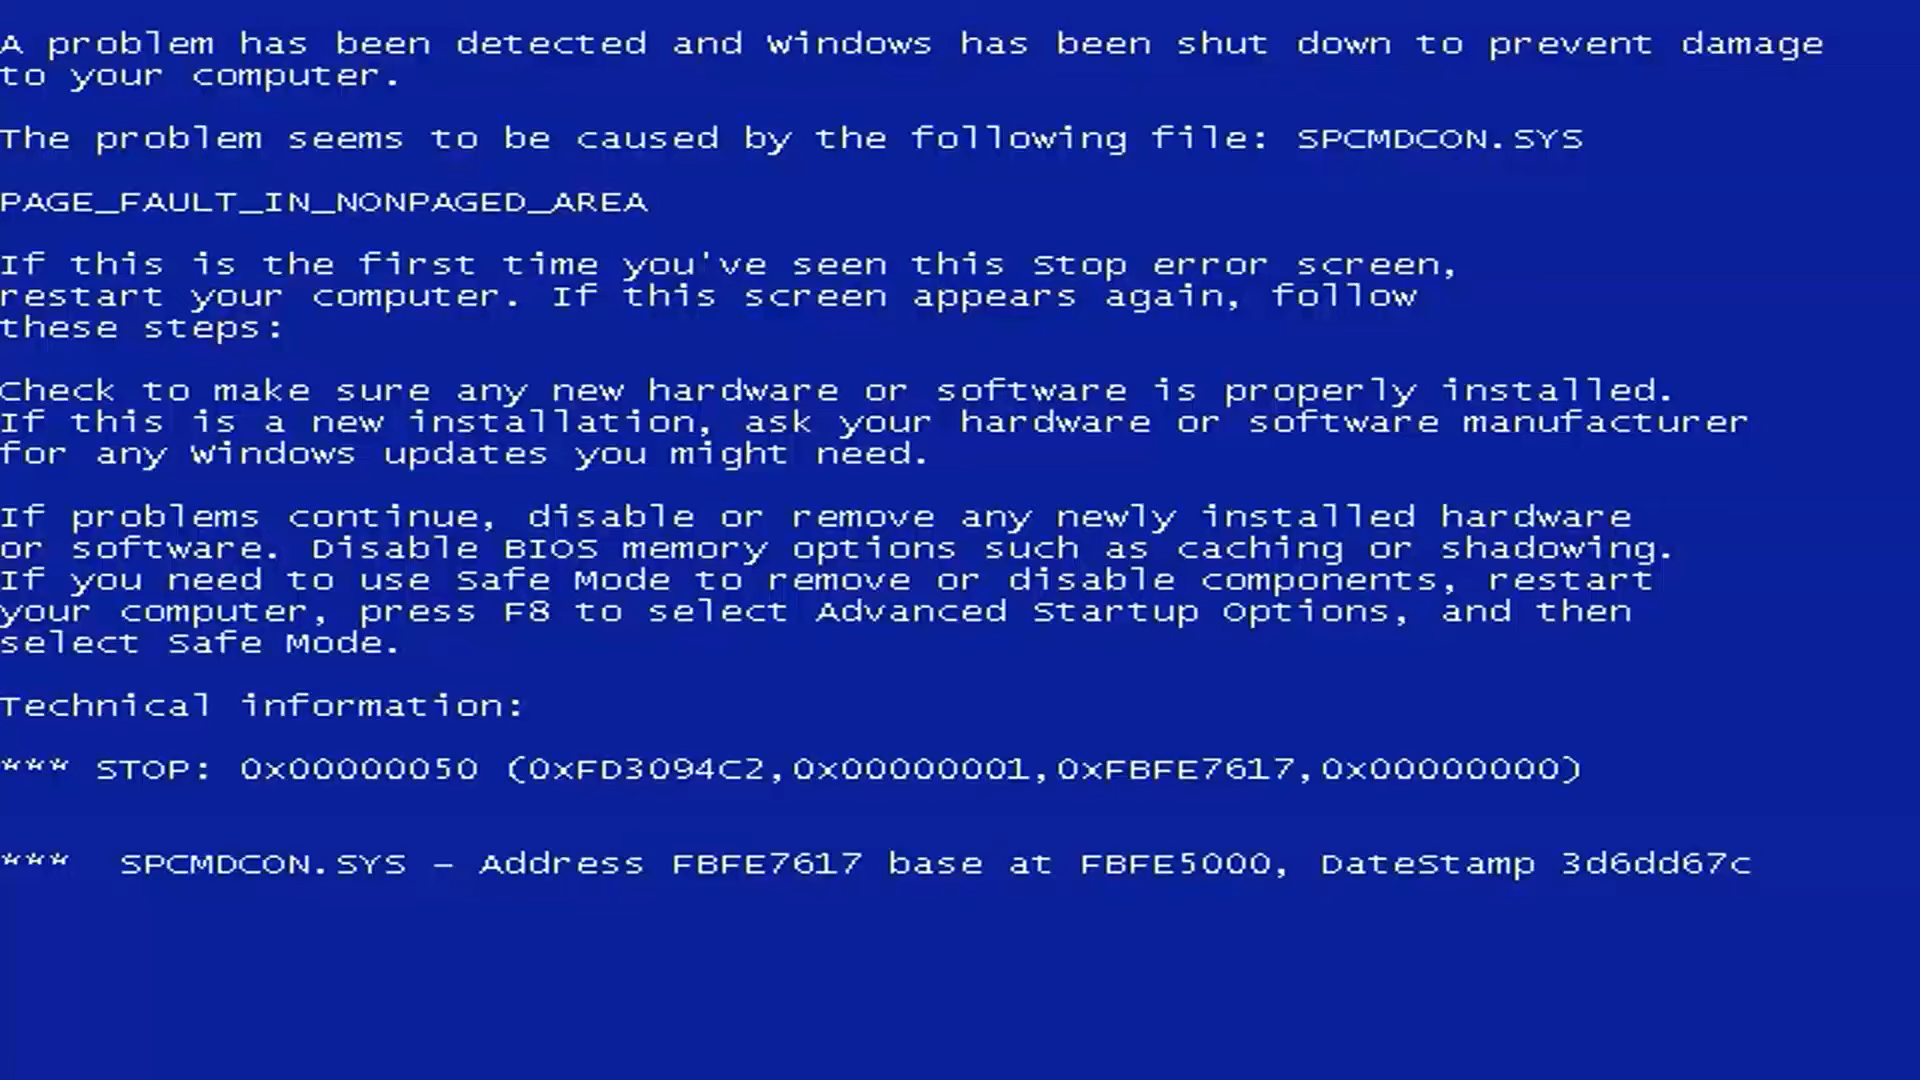 A problem has been detected and Windows has been shut down to prevent damage
to your computer.
The problem seems to be caused by the following file: SPCMDCON.SYS
PAGE_FAULT_IN_NONPAGED_AREA
If this is the first time you've seen this Stop error screen,
restart your computer. If this screen appears again, follow
these steps:
Check to make sure any new hardware or software is properly installed.
If this is a new installation, ask your hardware or software manufacturer
for any Windows updates you might need.
If problems continue, disable or remove any newly installed hardware
or software. Disable BIOS memory options such as caching or shadowing.
If you need to use Safe Mode to remove or disable components, restart
your computer, press F8 to select Advanced Startup Options, and then
select Safe Mode.
Technical information:
*** STOP: 0x00000050 (0xFD3094C2,0x00000001,0xFBFE7617,0x00000000)
***  SPCMDCON.SYS - Address FBFE7617 base at FBFE5000, DateStamp 3d6dd67c